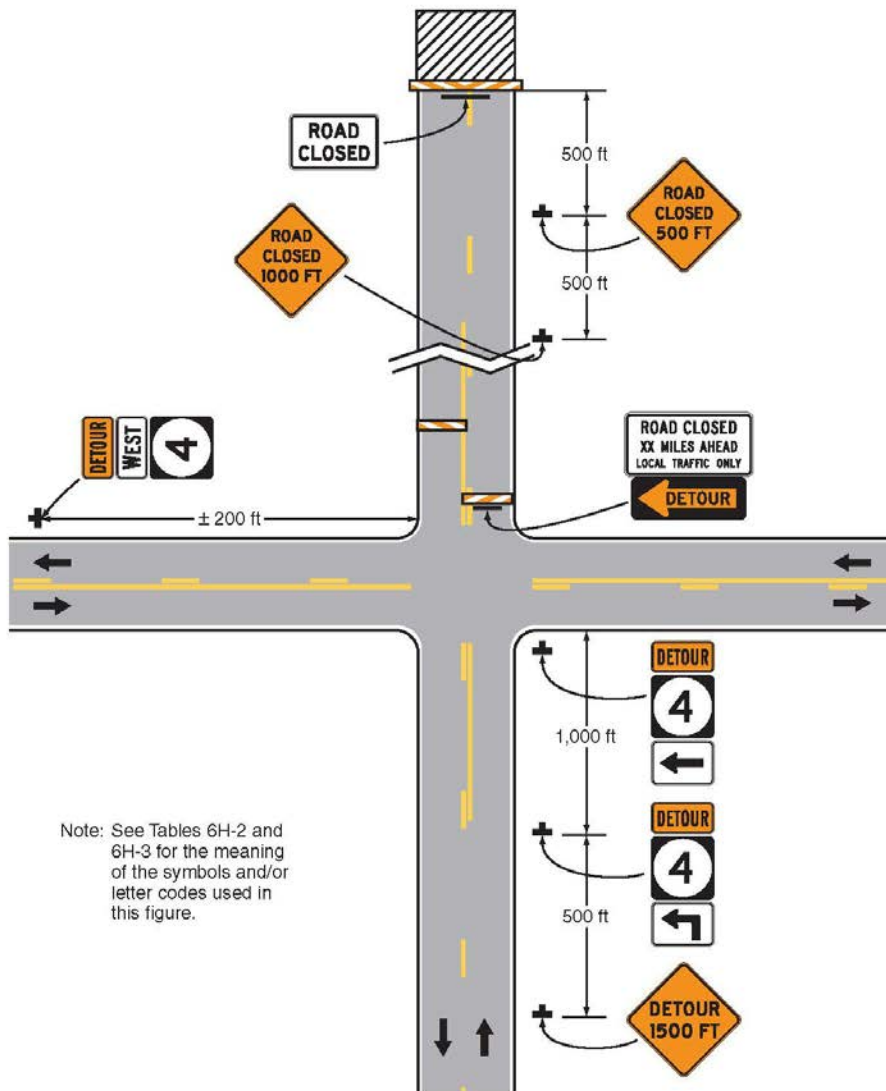 ROAD
CLOSED
500 ft
ROAD
CLOSED
500 FT
ROAD
CLOSED
1000 FT
500 ft
DETOUR
WEST
4
± 200 ft
ROAD CLOSED
XX MILES AHEAD
LOCAL TRAFFIC ONLY
DETOUR
DETOUR
4
1,000 ft
DETOUR
4
500 ft
Note: See Tables 6H-2 and
6H-3 for the meaning
of the symbols and/or
letter codes used in
this figure.
DETOUR
1500 FT